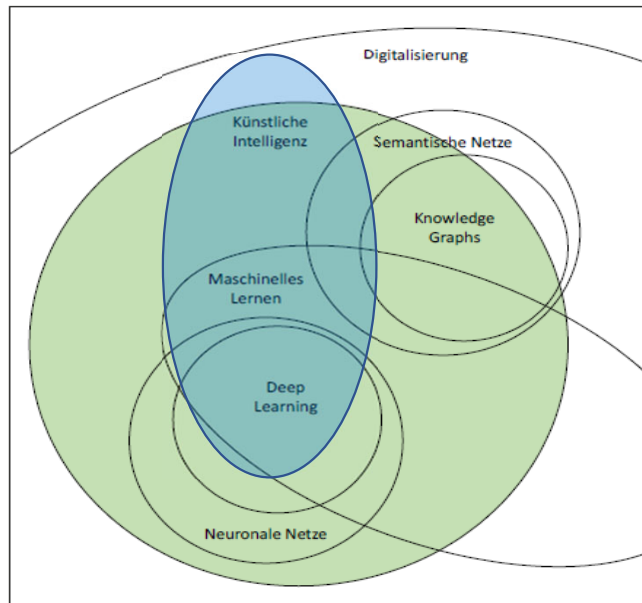 Digitalisierung
Künstliche
Intelligenz
Semantische Netze
Knowledge
Graphs
Maschinelles
Lernen
Deep
Learning
Neuronale Netze